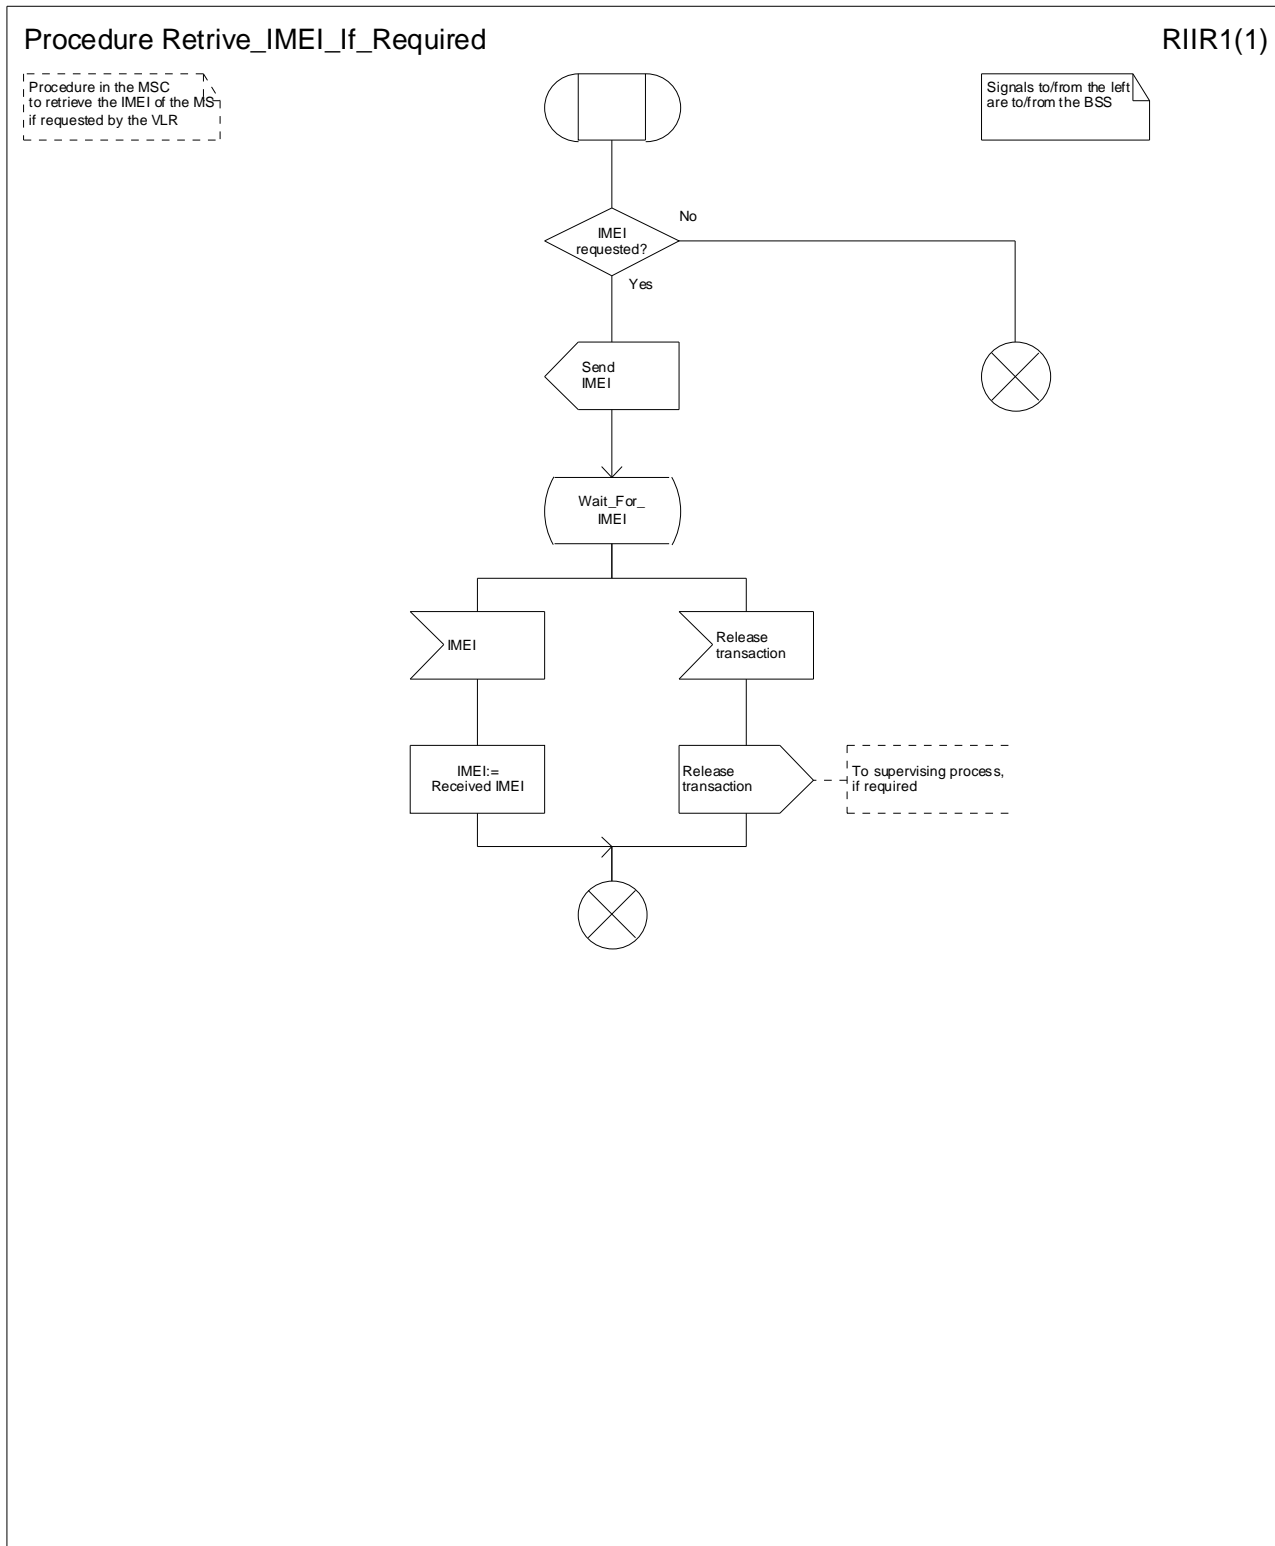 Procedure Retrive_IMEI_If_Required
RIIR1(1)
Procedure in the MSC
to retrieve the IMEI of the MS
if requested by the VLR
Signals to/from the left
are to/from the BSS
No
IMEI
requested?
Yes
Send
IMEI
Wait_For_
IMEI
IMEI
Release
transaction
IMEI:=
Received IMEI
Release
transaction
To supervising process,
if required